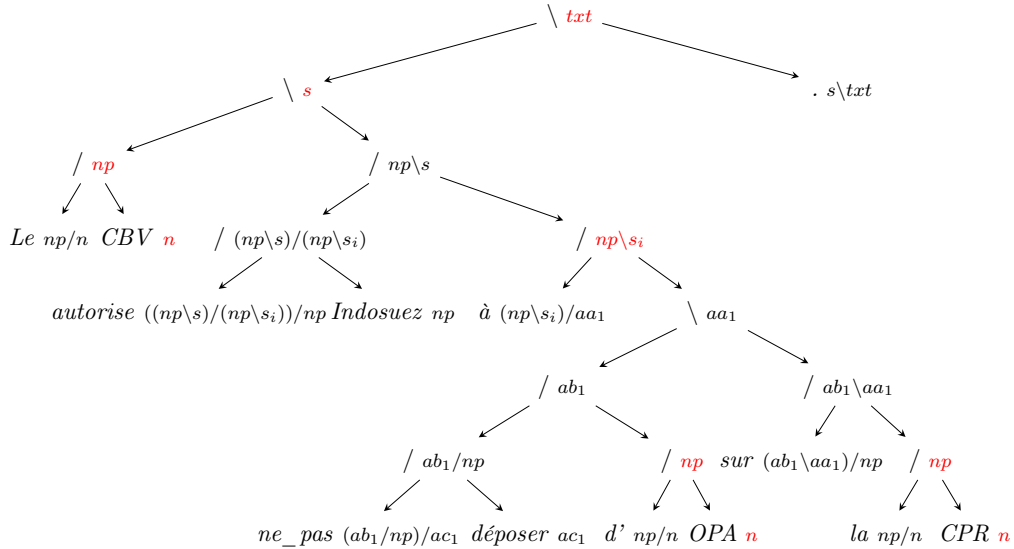 \ txt
\ s . s\txt
/ np / np\s
Le np/n CBV n / (np\s)/(np\s_i) / np\s_i
autorise ((np\s)/(np\s_i))/np Indosuez np à (np\s_i)/aa_1 \ aa_1
/ ab_1 / ab_1\aa_1
/ ab_1/np / np sur (ab_1\aa_1)/np / np
ne_pas (ab_1/np)/ac_1 déposer ac_1 d' np/n OPA n la np/n CPR n